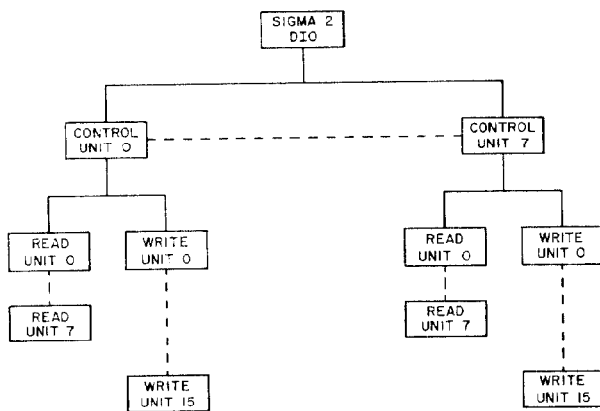 SIGMA 2
DIO
CONTROL
UNIT 0
CONTROL
UNIT 7
READ
UNIT 0
WRITE
UNIT 0
READ
UNIT 0
WRITE
UNIT 0
READ
UNIT 7
READ
UNIT 7
WRITE
UNIT 15
WRITE
UNIT 15